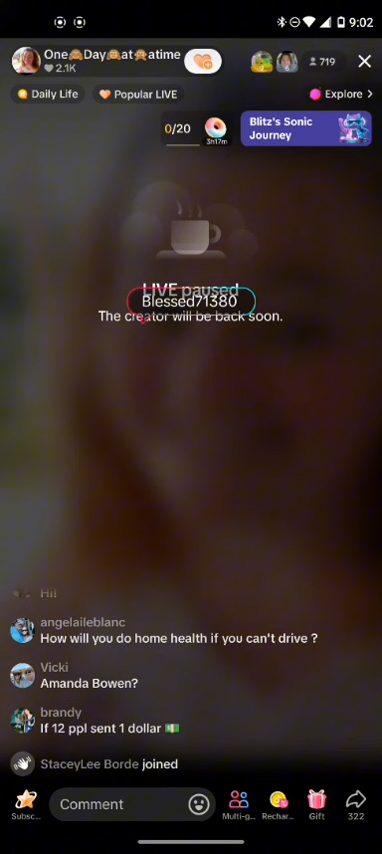 9:02
One🙈Day🙈at🙈atime
2.1K
719
Daily Life
Popular LIVE
Explore >
0/20
3h17m
Blitz's Sonic
Journey
LIVE paused
Blessed71380
The creator will be back soon.
Hi!
angelaileblanc
How will you do home health if you can't drive ?
Vicki
Amanda Bowen?
brandy
If 12 ppl sent 1 dollar 💵
StaceyLee Borde joined
Subsc...
Comment
Multi-g...
Rechar...
Gift
322